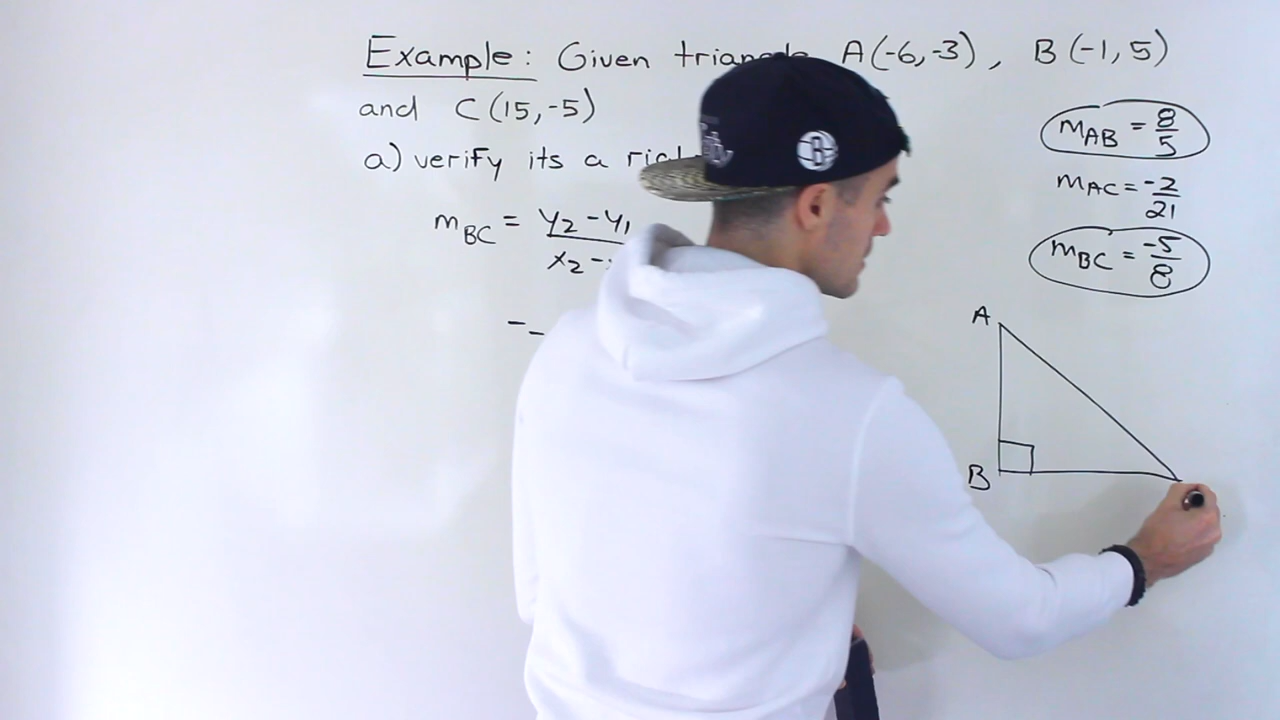 Example: Given triangle A(-6,-3), B(-1,5)
and C(15,-5)
a) verify its a rig
mBC = y2 - y1
x2 -
--
mAB = 8/5
mAC = -2/21
mBC = -5/8
A
B